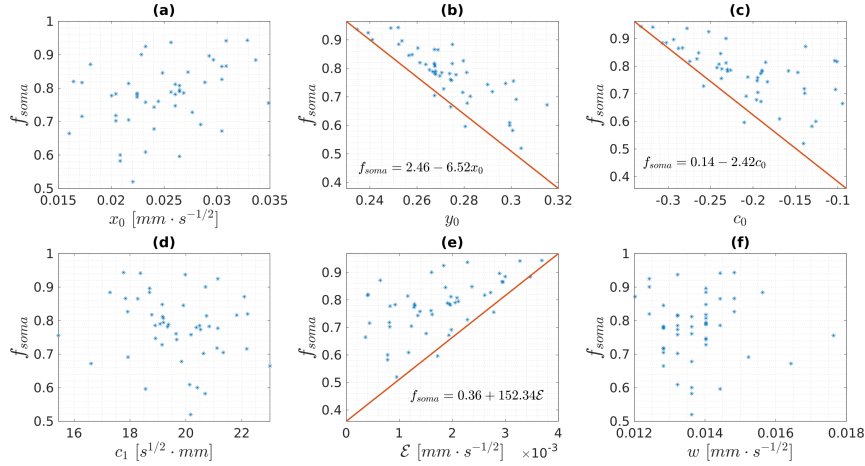 (a)
1
0.9
0.8
0.7
0.6
0.5
f_soma
0.015 0.02 0.025 0.03 0.035
x_0 [mm · s^{-1/2}]
(b)
0.9
0.8
0.7
0.6
0.5
0.4
f_soma
f_soma = 2.46 − 6.52x_0
0.24 0.26 0.28 0.3 0.32
y_0
(c)
0.9
0.8
0.7
0.6
0.5
0.4
f_soma
f_soma = 0.14 − 2.42c_0
-0.3 -0.25 -0.2 -0.15 -0.1
c_0
(d)
1
0.9
0.8
0.7
0.6
0.5
f_soma
16 18 20 22
c_1 [s^{1/2} · mm]
(e)
0.9
0.8
0.7
0.6
0.5
0.4
f_soma
f_soma = 0.36 + 152.34ℰ
0 1 2 3 4
ℰ [mm · s^{-1/2}]
×10^{-3}
(f)
1
0.9
0.8
0.7
0.6
0.5
f_soma
0.012 0.014 0.016 0.018
w [mm · s^{-1/2}]